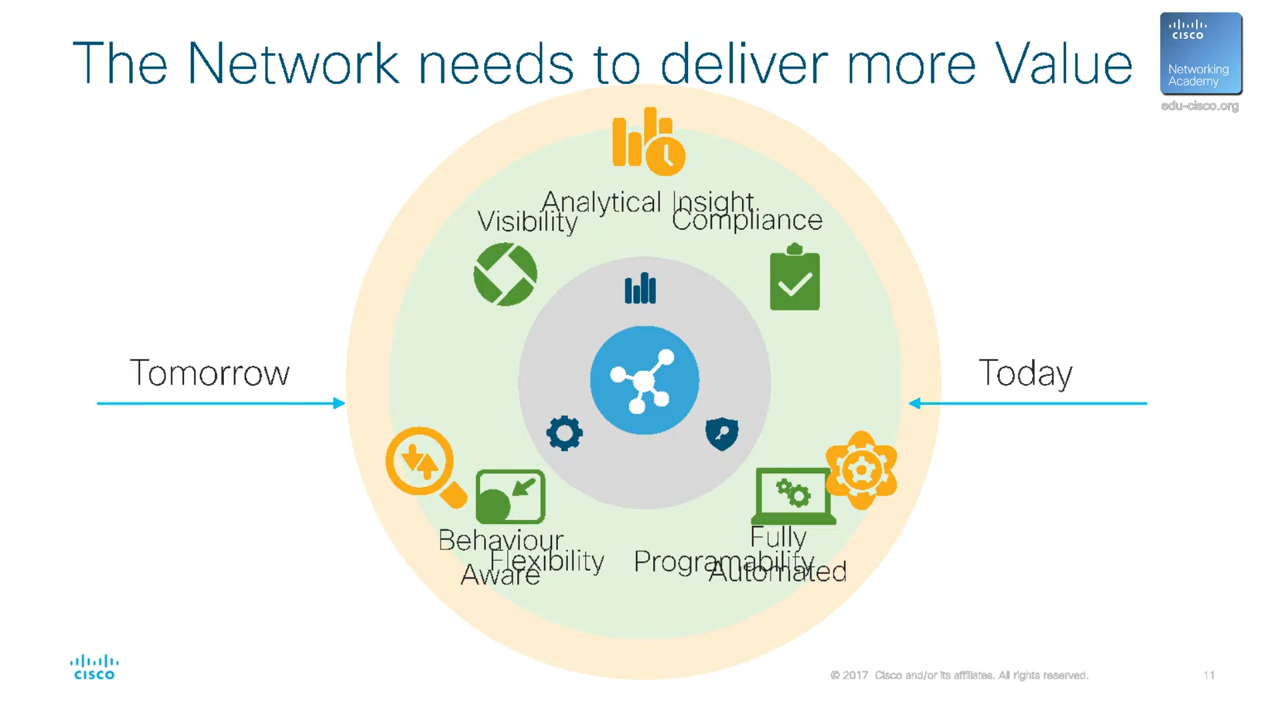 The Network needs to deliver more Value
CISCO
Networking
Academy
edu-cisco.org
Analytical Insight
Visibility
Compliance
Tomorrow
Today
Behaviour
Aware
Flexibility
Programability
Fully
Automated
CISCO
© 2017 Cisco and/or its affiliates. All rights reserved.
11